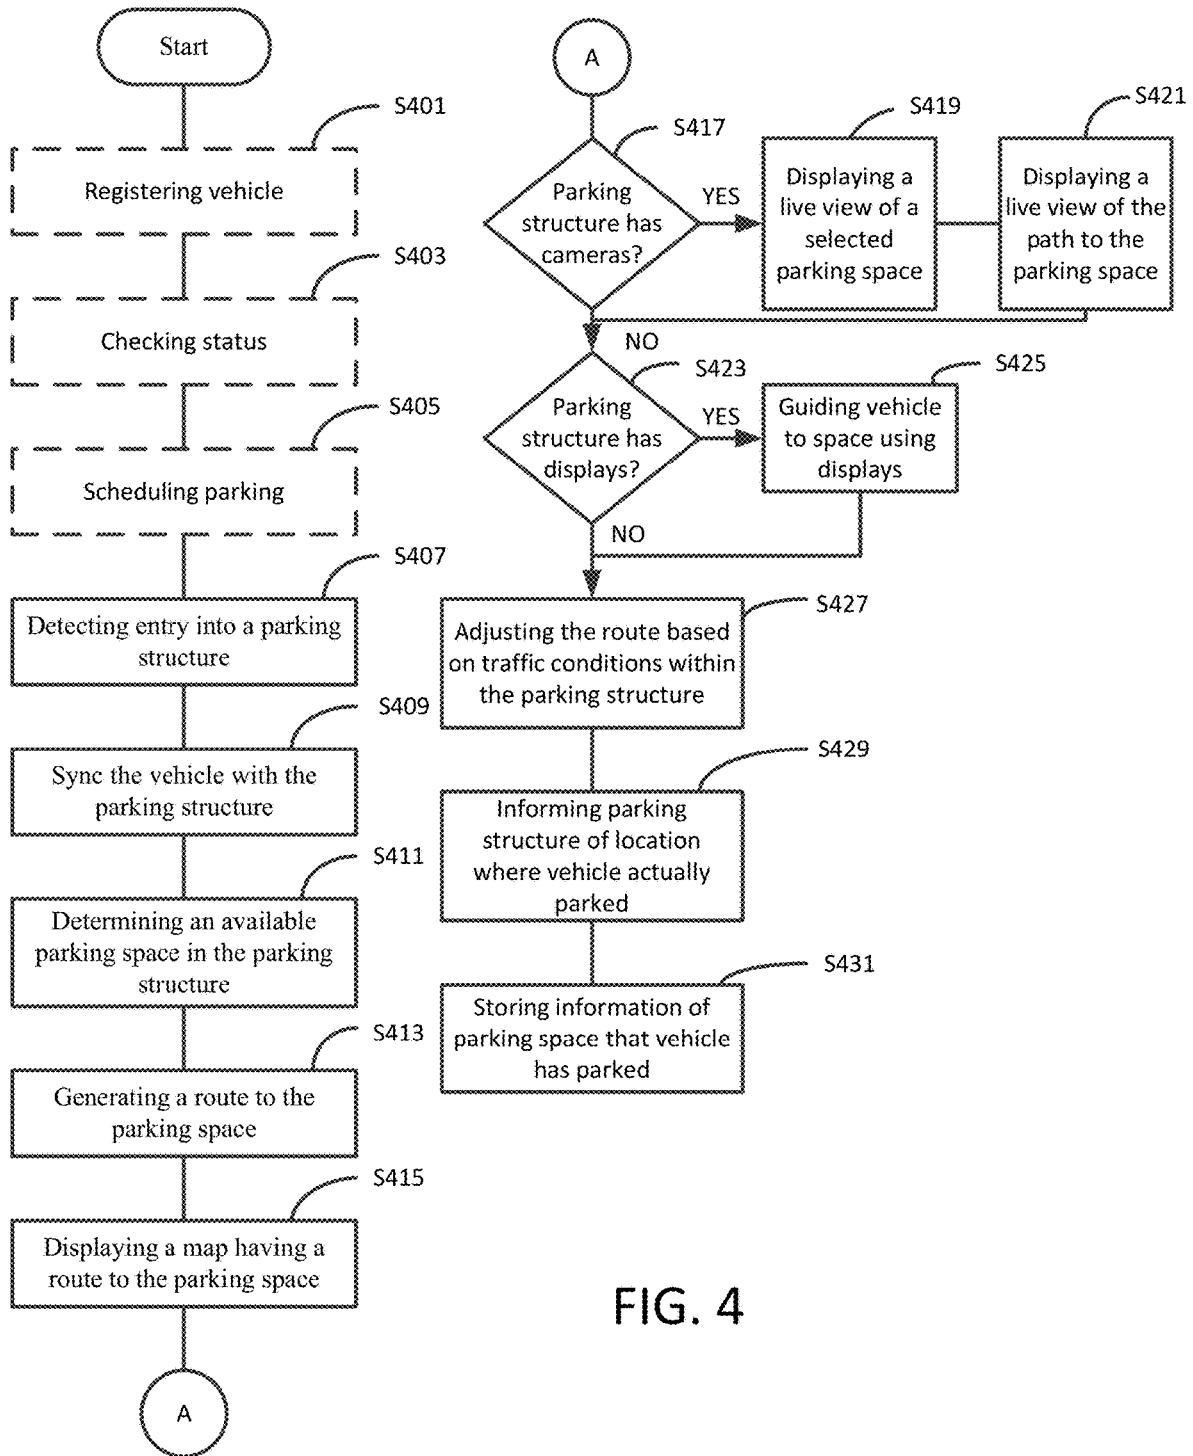 Start
S401
Registering vehicle
S403
Checking status
S405
Scheduling parking
S407
Detecting entry into a parking
structure
S409
Sync the vehicle with the
parking structure
S411
Determining an available
parking space in the parking
structure
S413
Generating a route to the
parking space
S415
Displaying a map having a
route to the parking space
A
A
S417
Parking
structure has
cameras?
YES
S419
Displaying a
live view of a
selected
parking space
S421
Displaying a
live view of the
path to the
parking space
NO
S423
Parking
structure has
displays?
YES
S425
Guiding vehicle
to space using
displays
NO
S427
Adjusting the route based
on traffic conditions within
the parking structure
S429
Informing parking
structure of location
where vehicle actually
parked
S431
Storing information of
parking space that vehicle
has parked
FIG. 4